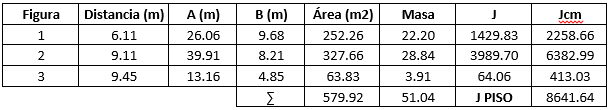 Figura Distancia (m) A (m) B (m) Área (m2) Masa J Jcm
1 6.11 26.06 9.68 252.26 22.20 1429.83 2258.66
2 9.11 39.91 8.21 327.66 28.84 3989.70 6382.99
3 9.45 13.16 4.85 63.83 3.91 64.06 413.03
∑ 579.92 51.04 J PISO 8641.64